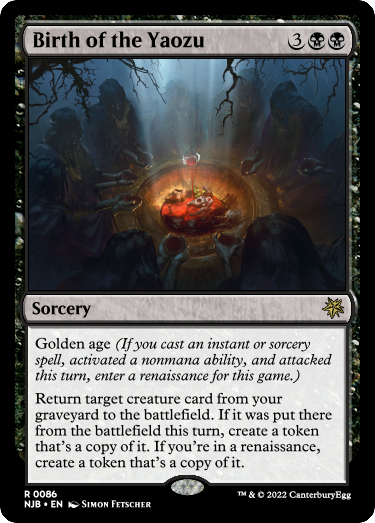 Birth of the Yaozu 3
Sorcery
Golden age (If you cast an instant or sorcery
spell, activated a nonmana ability, and attacked
this turn, enter a renaissance for this game.)
Return target creature card from your
graveyard to the battlefield. If it was put there
from the battlefield this turn, create a token
that's a copy of it. If you're in a renaissance,
create a token that's a copy of it.
R 0086
NJB • EN Simon Fetscher
™ & © 2022 CanterburyEgg